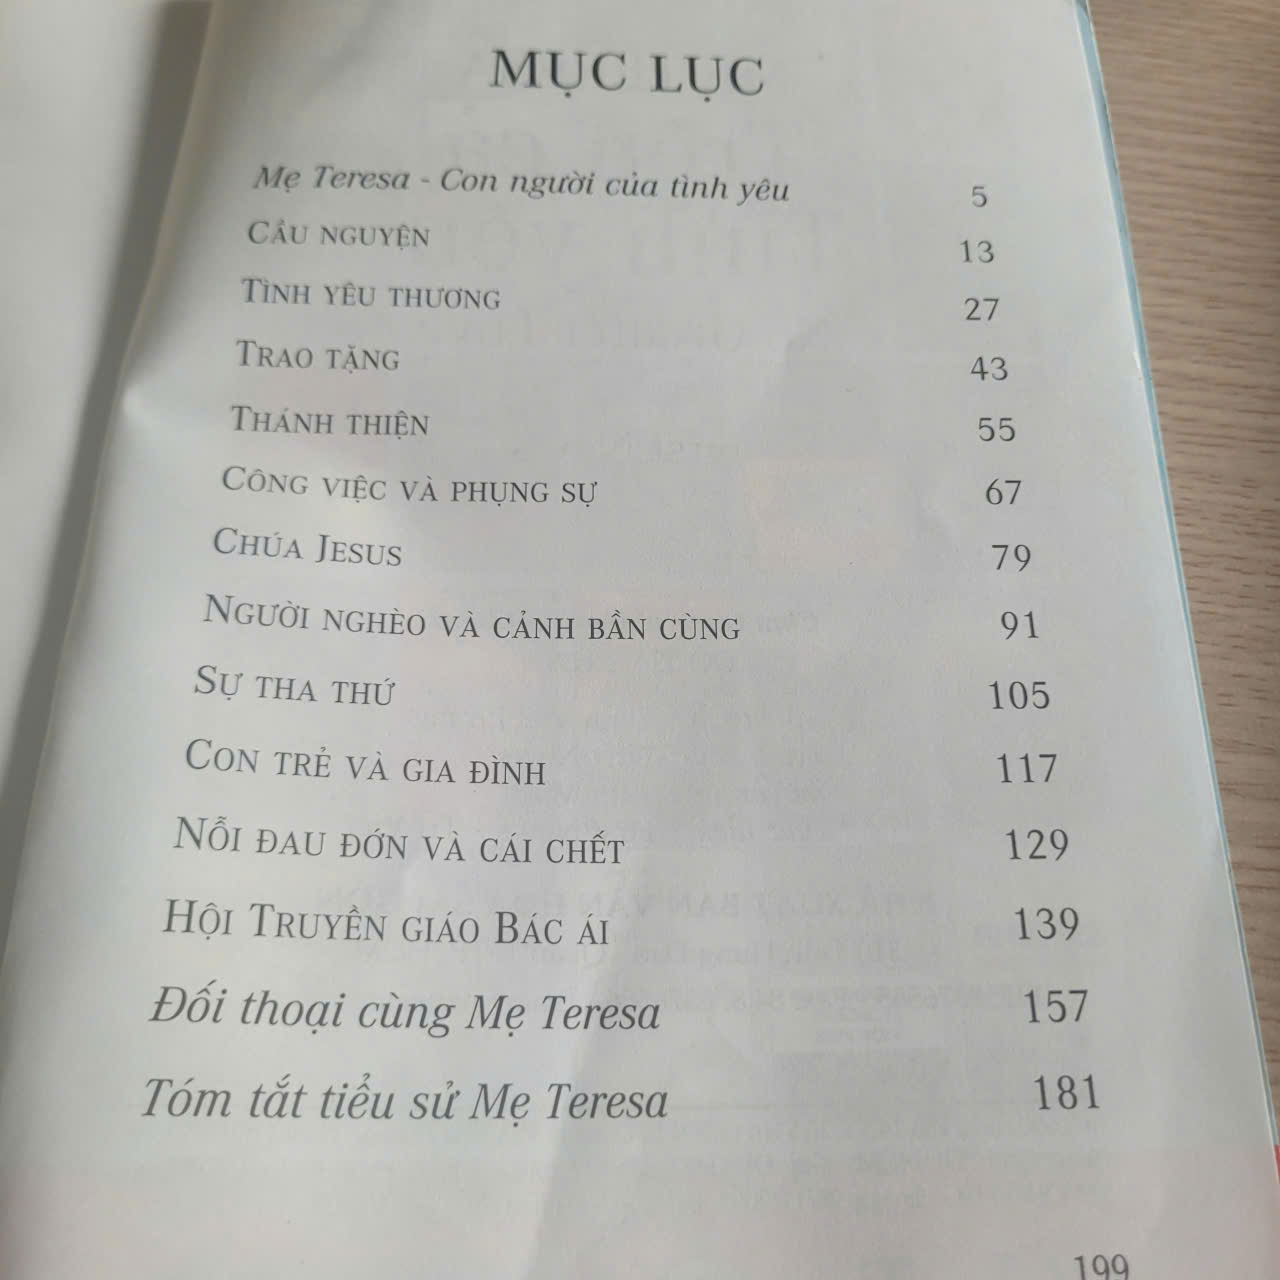 MỤC LỤC
Mẹ Teresa - Con người của tình yêu 5
CẦU NGUYỆN 13
TÌNH YÊU THƯƠNG 27
TRAO TẶNG 43
THÁNH THIỆN 55
CÔNG VIỆC VÀ PHỤNG SỰ 67
CHÚA JESUS 79
NGƯỜI NGHÈO VÀ CẢNH BẦN CÙNG 91
SỰ THA THỨ 105
CON TRẺ VÀ GIA ĐÌNH 117
NỖI ĐAU ĐỚN VÀ CÁI CHẾT 129
HỘI TRUYỀN GIÁO BÁC ÁI 139
Đối thoại cùng Mẹ Teresa 157
Tóm tắt tiểu sử Mẹ Teresa 181
199